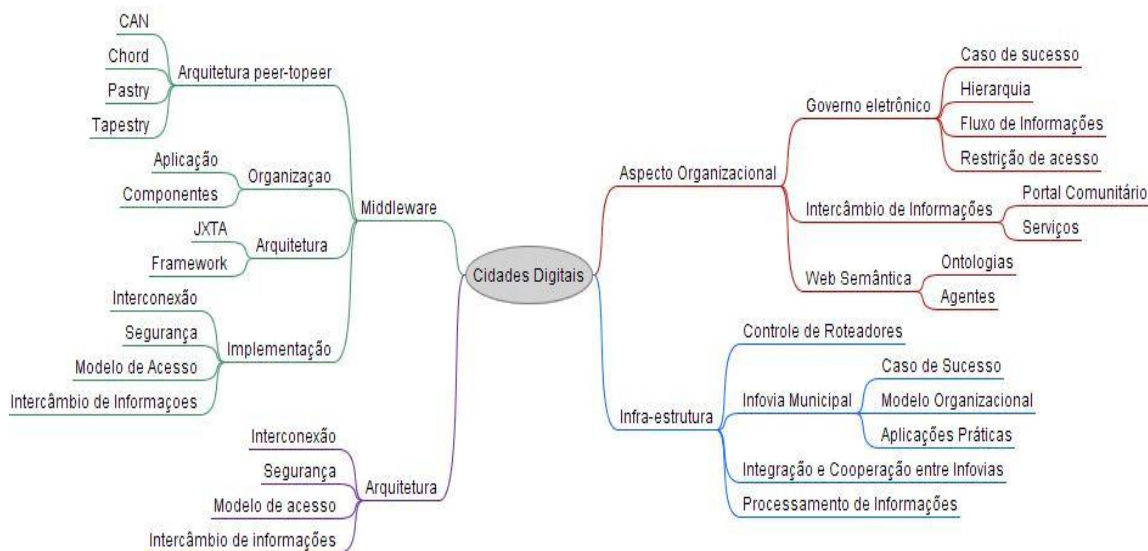 Cidades Digitais
Middleware
Arquitetura peer-topeer
CAN
Chord
Pastry
Tapestry
Organizaçao
Aplicação
Componentes
Arquitetura
JXTA
Framework
Implementação
Interconexão
Segurança
Modelo de Acesso
Intercâmbio de Informaçoes
Arquitetura
Interconexão
Segurança
Modelo de acesso
Intercâmbio de informações
Aspecto Organizacional
Governo eletrônico
Caso de sucesso
Hierarquia
Fluxo de Informações
Restrição de acesso
Intercâmbio de Informações
Portal Comunitário
Serviços
Web Semântica
Ontologias
Agentes
Infra-estrutura
Controle de Roteadores
Infovia Municipal
Caso de Sucesso
Modelo Organizacional
Aplicações Práticas
Integração e Cooperação entre Infovias
Processamento de Informações